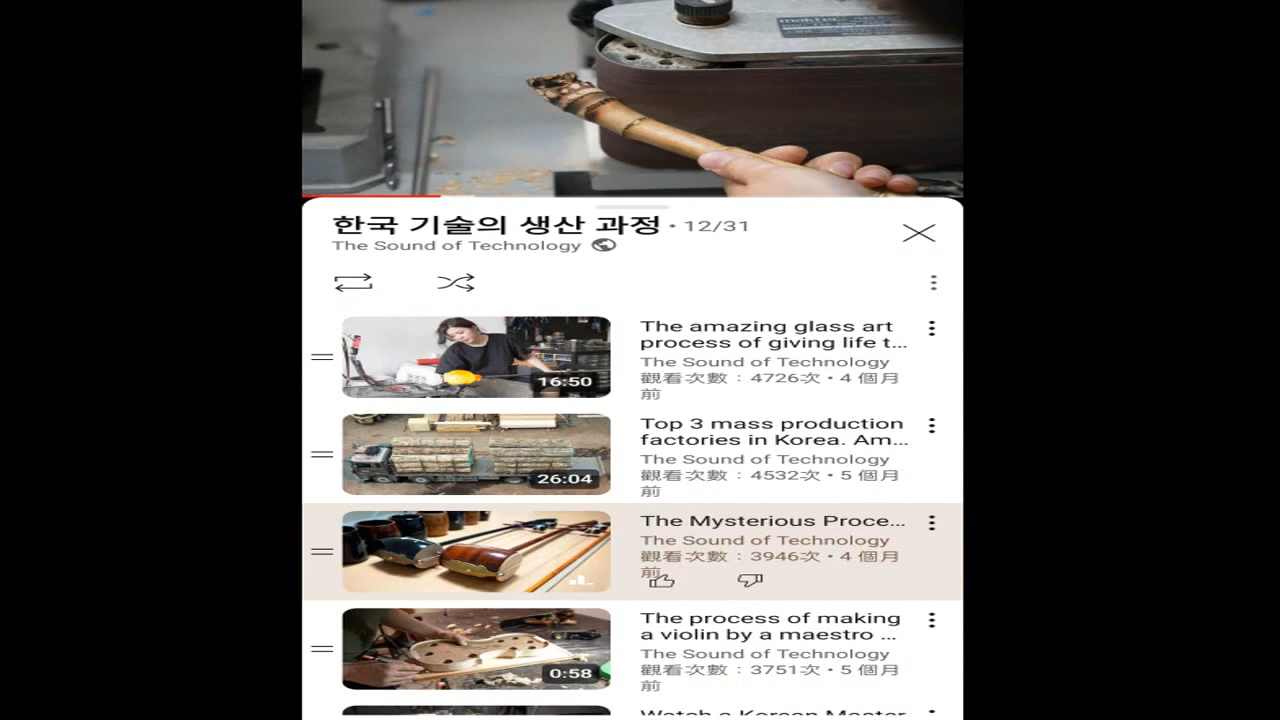 maktec
한국 기술의 생산 과정 · 12/31
The Sound of Technology
The amazing glass art
process of giving life t...
The Sound of Technology
觀看次數：4726次 • 4 個月
前
16:50
Top 3 mass production
factories in Korea. Am...
The Sound of Technology
觀看次數：4532次 • 5 個月
前
26:04
The Mysterious Proce...
The Sound of Technology
觀看次數：3946次 • 4 個月
前
The process of making
a violin by a maestro ...
The Sound of Technology
觀看次數：3751次 • 5 個月
前
0:58
Watch a Korean Master